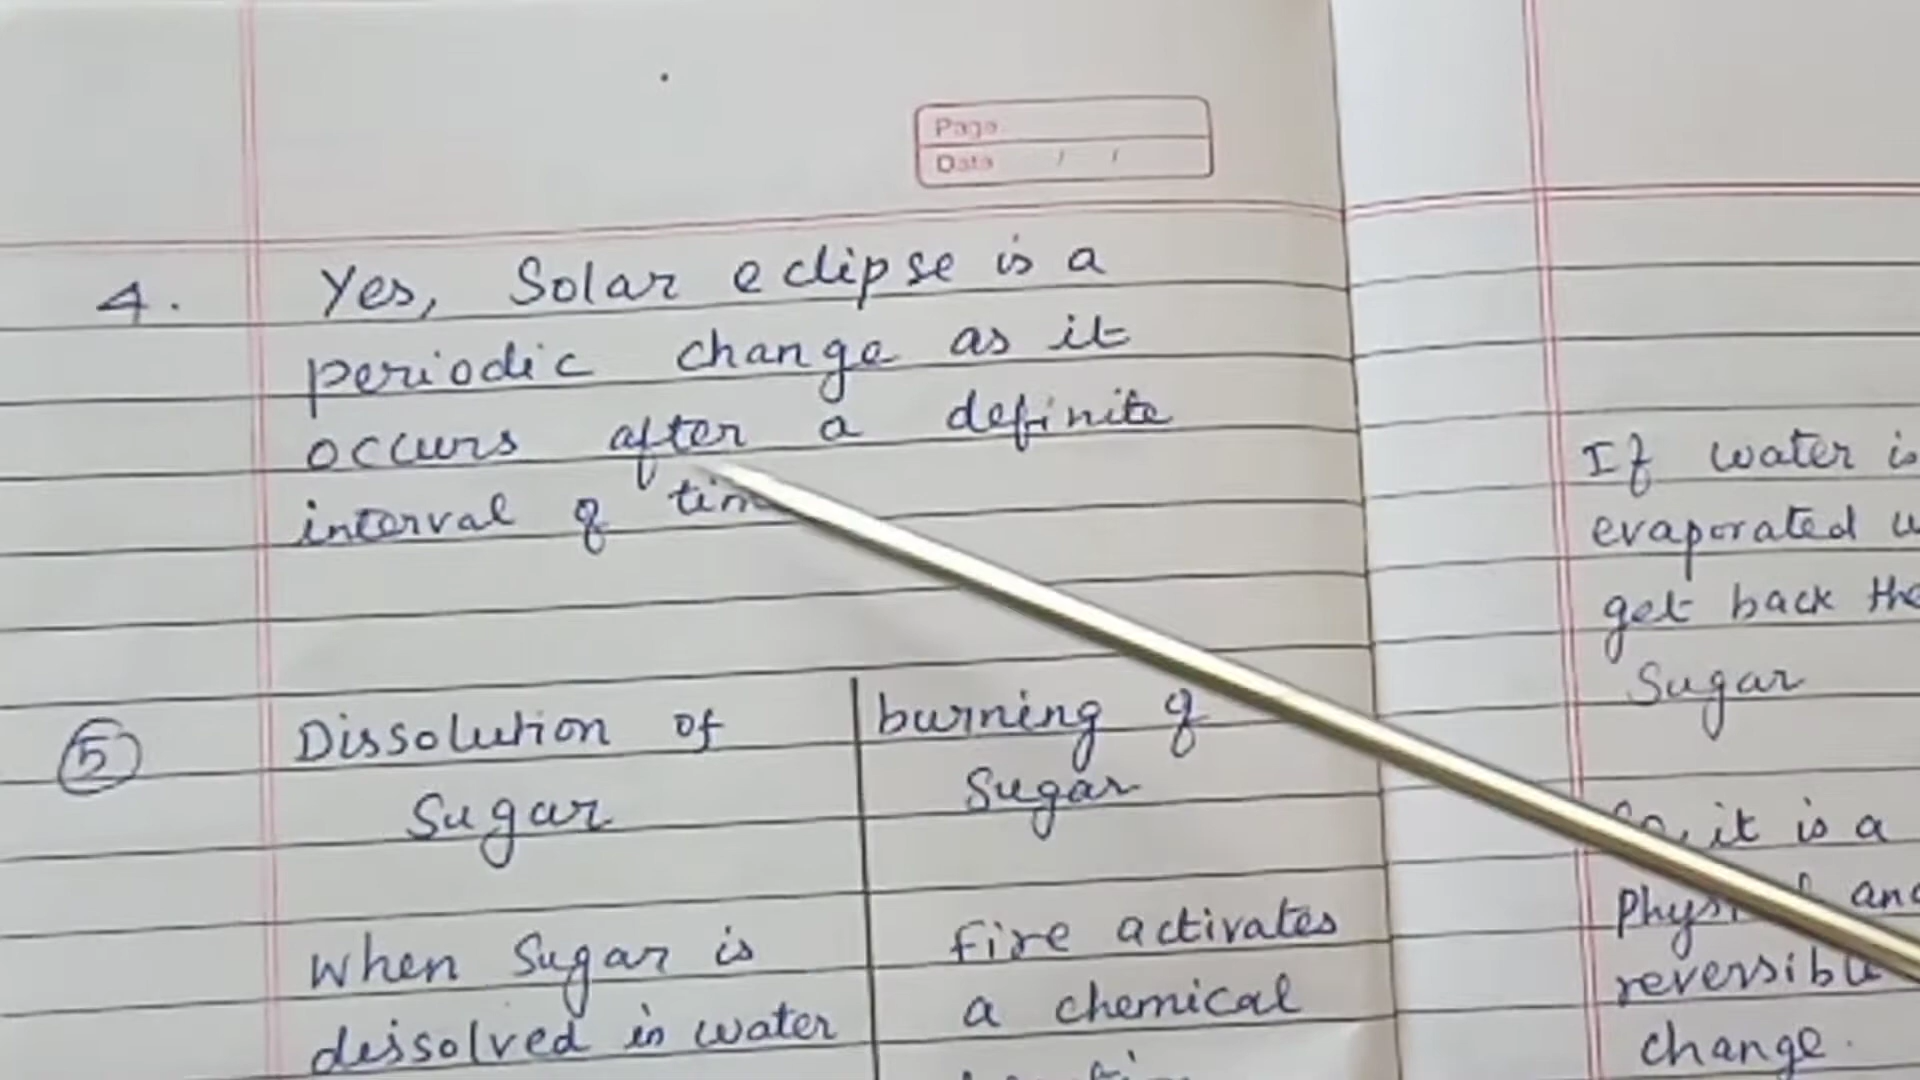 Page
Date / /
4. Yes, Solar eclipse is a
periodic change as it
occurs after a definite
interval of
5 Dissolution of
Sugar
burning of
Sugar
When Sugar is
dissolved in water
Fire activates
a chemical
If water is
evaporated
get back the
Sugar
it is a
and
reversible
change.